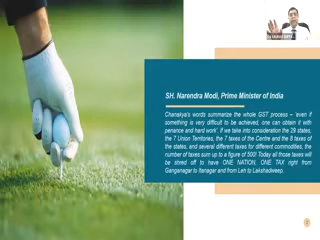 SH. Narendra Modi, Prime Minister of India
Chanakya's words summarize the whole GST process – 'even if
something is very difficult to be achieved, one can obtain it with
penance and hard work'. If we take into consideration the 29 states,
the 7 Union Territories, the 7 taxes of the Centre and the 8 taxes of
the states, and several different taxes for different commodities, the
number of taxes sum up to a figure of 500! Today all those taxes will
be shred off to have ONE NATION, ONE TAX right from
Ganganagar to Itanagar and from Leh to Lakshadweep.